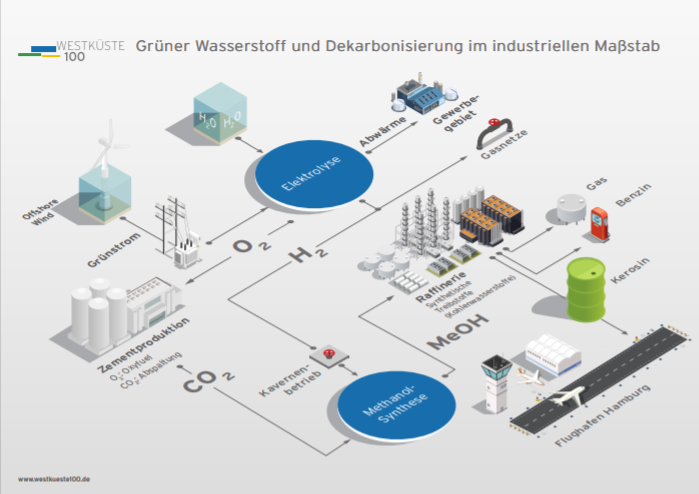 WESTKÜSTE
100
Grüner Wasserstoff und Dekarbonisierung im industriellen Maßstab
H₂O H₂O
Elektrolyse
Abwärme
Gewerbe-
gebiet
Gasnetze
Offshore
Wind
Grünstrom
O₂
H₂
Gas
Benzin
Raffinerie
Synthetische
Treibstoffe
(Kohlenwasserstoffe)
Kerosin
MeOH
Zementproduktion
O₂: Oxyfuel
CO₂: Abspaltung
CO₂
Kavernen-
betrieb
Methanol-
Synthese
Flughafen Hamburg
www.westkueste100.de